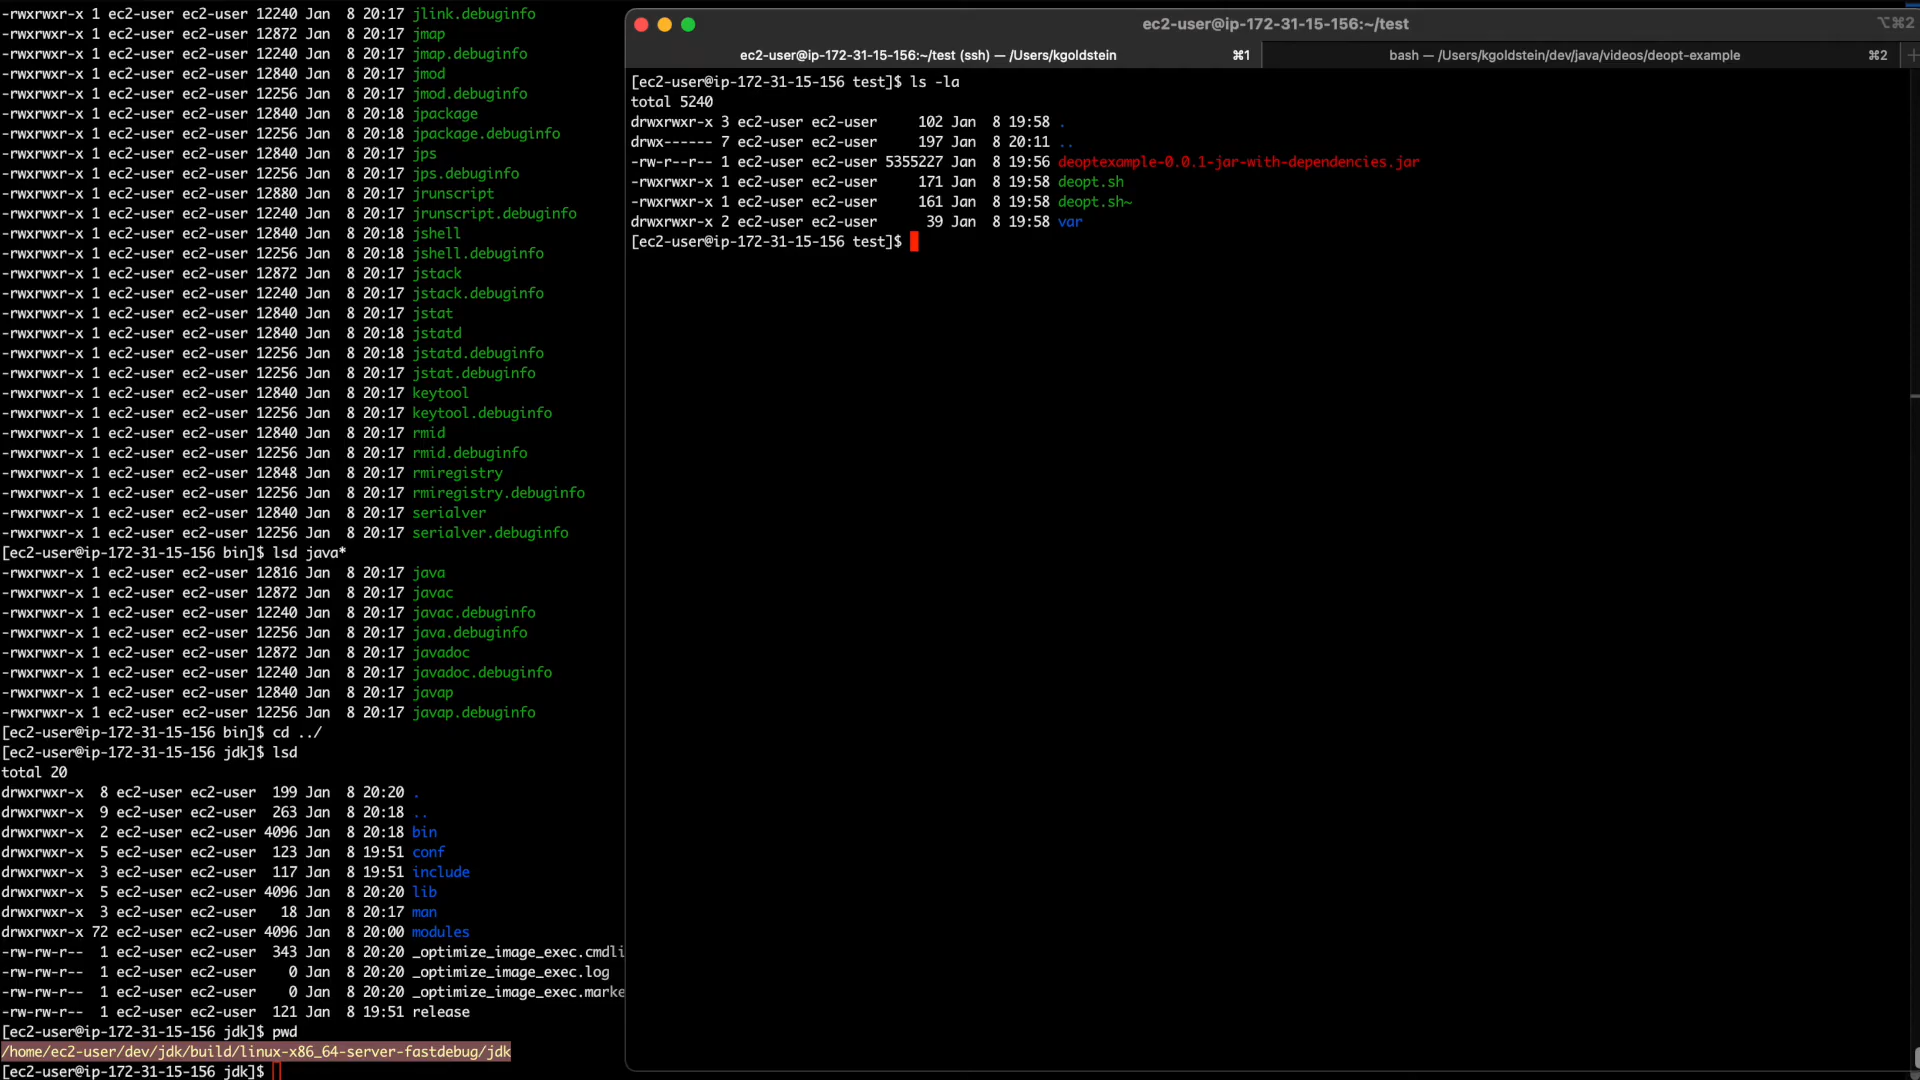 -rwxrwxr-x 1 ec2-user ec2-user 12240 Jan  8 20:17 jlink.debuginfo
-rwxrwxr-x 1 ec2-user ec2-user 12872 Jan  8 20:17 jmap
-rwxrwxr-x 1 ec2-user ec2-user 12240 Jan  8 20:17 jmap.debuginfo
-rwxrwxr-x 1 ec2-user ec2-user 12840 Jan  8 20:17 jmod
-rwxrwxr-x 1 ec2-user ec2-user 12256 Jan  8 20:17 jmod.debuginfo
-rwxrwxr-x 1 ec2-user ec2-user 12840 Jan  8 20:18 jpackage
-rwxrwxr-x 1 ec2-user ec2-user 12256 Jan  8 20:18 jpackage.debuginfo
-rwxrwxr-x 1 ec2-user ec2-user 12840 Jan  8 20:17 jps
-rwxrwxr-x 1 ec2-user ec2-user 12256 Jan  8 20:17 jps.debuginfo
-rwxrwxr-x 1 ec2-user ec2-user 12880 Jan  8 20:17 jrunscript
-rwxrwxr-x 1 ec2-user ec2-user 12240 Jan  8 20:17 jrunscript.debuginfo
-rwxrwxr-x 1 ec2-user ec2-user 12840 Jan  8 20:18 jshell
-rwxrwxr-x 1 ec2-user ec2-user 12256 Jan  8 20:18 jshell.debuginfo
-rwxrwxr-x 1 ec2-user ec2-user 12872 Jan  8 20:17 jstack
-rwxrwxr-x 1 ec2-user ec2-user 12240 Jan  8 20:17 jstack.debuginfo
-rwxrwxr-x 1 ec2-user ec2-user 12840 Jan  8 20:17 jstat
-rwxrwxr-x 1 ec2-user ec2-user 12840 Jan  8 20:18 jstatd
-rwxrwxr-x 1 ec2-user ec2-user 12256 Jan  8 20:18 jstatd.debuginfo
-rwxrwxr-x 1 ec2-user ec2-user 12256 Jan  8 20:17 jstat.debuginfo
-rwxrwxr-x 1 ec2-user ec2-user 12840 Jan  8 20:17 keytool
-rwxrwxr-x 1 ec2-user ec2-user 12256 Jan  8 20:17 keytool.debuginfo
-rwxrwxr-x 1 ec2-user ec2-user 12840 Jan  8 20:17 rmid
-rwxrwxr-x 1 ec2-user ec2-user 12256 Jan  8 20:17 rmid.debuginfo
-rwxrwxr-x 1 ec2-user ec2-user 12848 Jan  8 20:17 rmiregistry
-rwxrwxr-x 1 ec2-user ec2-user 12256 Jan  8 20:17 rmiregistry.debuginfo
-rwxrwxr-x 1 ec2-user ec2-user 12840 Jan  8 20:17 serialver
-rwxrwxr-x 1 ec2-user ec2-user 12256 Jan  8 20:17 serialver.debuginfo
[ec2-user@ip-172-31-15-156 bin]$ lsd java*
-rwxrwxr-x 1 ec2-user ec2-user 12816 Jan  8 20:17 java
-rwxrwxr-x 1 ec2-user ec2-user 12872 Jan  8 20:17 javac
-rwxrwxr-x 1 ec2-user ec2-user 12240 Jan  8 20:17 javac.debuginfo
-rwxrwxr-x 1 ec2-user ec2-user 12256 Jan  8 20:17 java.debuginfo
-rwxrwxr-x 1 ec2-user ec2-user 12872 Jan  8 20:17 javadoc
-rwxrwxr-x 1 ec2-user ec2-user 12240 Jan  8 20:17 javadoc.debuginfo
-rwxrwxr-x 1 ec2-user ec2-user 12840 Jan  8 20:17 javap
-rwxrwxr-x 1 ec2-user ec2-user 12256 Jan  8 20:17 javap.debuginfo
[ec2-user@ip-172-31-15-156 bin]$ cd ../
[ec2-user@ip-172-31-15-156 jdk]$ lsd
total 20
drwxrwxr-x  8 ec2-user ec2-user  199 Jan  8 20:20 .
drwxrwxr-x  9 ec2-user ec2-user  263 Jan  8 20:18 ..
drwxrwxr-x  2 ec2-user ec2-user 4096 Jan  8 20:18 bin
drwxrwxr-x  5 ec2-user ec2-user  123 Jan  8 19:51 conf
drwxrwxr-x  3 ec2-user ec2-user  117 Jan  8 19:51 include
drwxrwxr-x  5 ec2-user ec2-user 4096 Jan  8 20:20 lib
drwxrwxr-x  3 ec2-user ec2-user   18 Jan  8 20:17 man
drwxrwxr-x 72 ec2-user ec2-user 4096 Jan  8 20:00 modules
-rw-rw-r--  1 ec2-user ec2-user  343 Jan  8 20:20 _optimize_image_exec.cmdli
-rw-rw-r--  1 ec2-user ec2-user    0 Jan  8 20:20 _optimize_image_exec.log
-rw-rw-r--  1 ec2-user ec2-user    0 Jan  8 20:20 _optimize_image_exec.marke
-rw-rw-r--  1 ec2-user ec2-user  121 Jan  8 19:51 release
[ec2-user@ip-172-31-15-156 jdk]$ pwd
/home/ec2-user/dev/jdk/build/linux-x86_64-server-fastdebug/jdk
[ec2-user@ip-172-31-15-156 jdk]$
ec2-user@ip-172-31-15-156:~/test ⌥⌘2
ec2-user@ip-172-31-15-156:~/test (ssh) — /Users/kgoldstein ⌘1 bash — /Users/kgoldstein/dev/java/videos/deopt-example ⌘2 +
[ec2-user@ip-172-31-15-156 test]$ ls -la
total 5240
drwxrwxr-x 3 ec2-user ec2-user     102 Jan  8 19:58 .
drwx------ 7 ec2-user ec2-user     197 Jan  8 20:11 ..
-rw-r--r-- 1 ec2-user ec2-user 5355227 Jan  8 19:56 deoptexample-0.0.1-jar-with-dependencies.jar
-rwxrwxr-x 1 ec2-user ec2-user     171 Jan  8 19:58 deopt.sh
-rwxrwxr-x 1 ec2-user ec2-user     161 Jan  8 19:58 deopt.sh~
drwxrwxr-x 2 ec2-user ec2-user      39 Jan  8 19:58 var
[ec2-user@ip-172-31-15-156 test]$